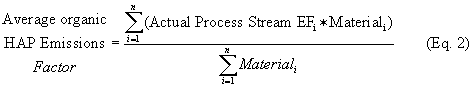 Average organic
HAP Emissions
Factor
=
n
∑
i=1
(Actual Process Stream EFᵢ*Materialᵢ)
n
∑
i=1
Materialᵢ
(Eq. 2)